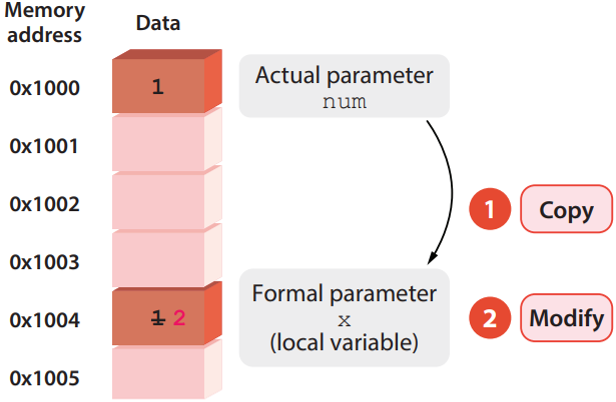 Memory
address
Data
0x1000
1
Actual parameter
num
0x1001
0x1002
1
Copy
0x1003
0x1004
1 2
Formal parameter
x
(local variable)
2
Modify
0x1005